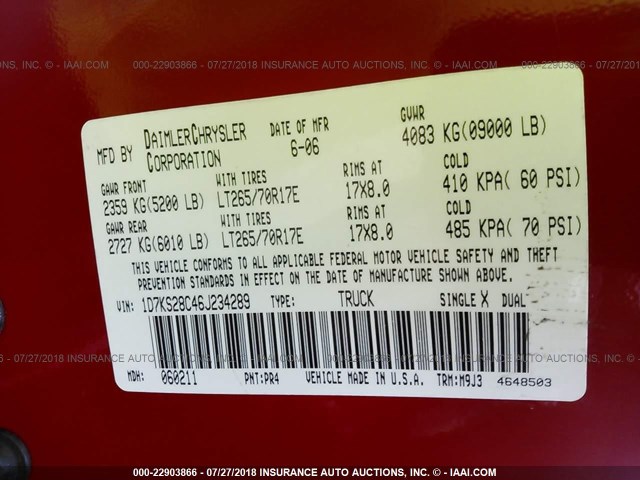 000-22903866 / 07/27/2018 INSURANCE AUTO AUCTIONS, INC. © - IAAI.COM
MFD BY DAIMLERCHRYSLER CORPORATION DATE OF MFR 6-06 GVWR 4083 KG(09000 LB)
GAWR FRONT WITH TIRES RIMS AT COLD
2359 KG(5200 LB) LT265/70R17E 17X8.0 410 KPA( 60 PSI)
GAWR REAR WITH TIRES RIMS AT COLD
2727 KG(6010 LB) LT265/70R17E 17X8.0 485 KPA( 70 PSI)
THIS VEHICLE CONFORMS TO ALL APPLICABLE FEDERAL MOTOR VEHICLE SAFETY AND THEFT
PREVENTION STANDARDS IN EFFECT ON THE DATE OF MANUFACTURE SHOWN ABOVE.
VIN: 1D7KS28C46J234289 TYPE: TRUCK SINGLE X DUAL
MDH: 060211 PNT:PR4 VEHICLE MADE IN U.S.A. TRM:M9J3 4648503
000-22903866 / 07/27/2018 INSURANCE AUTO AUCTIONS, INC. © - IAAI.COM
000-22903866 / 07/27/2018 INSURANCE AUTO AUCTIONS, INC. © - IAAI.COM